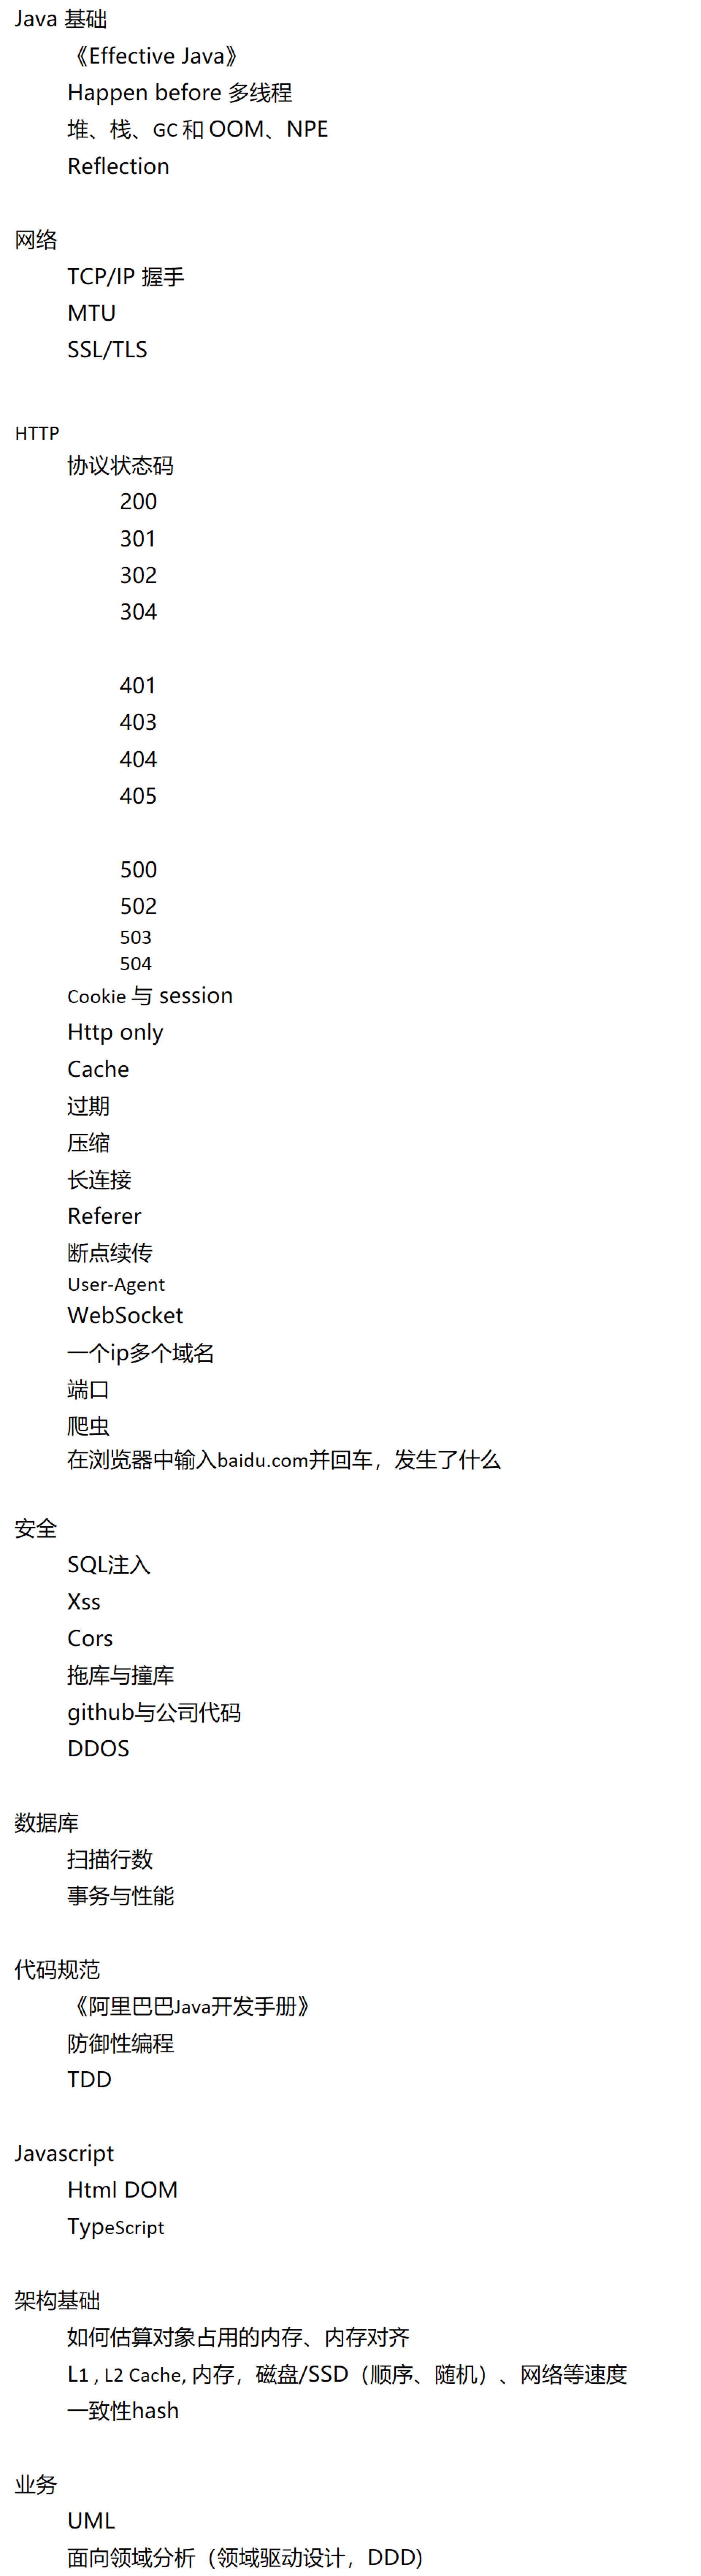 Java 基础
《Effective Java》
Happen before 多线程
堆、栈、GC 和 OOM、NPE
Reflection
网络
TCP/IP 握手
MTU
SSL/TLS
HTTP
协议状态码
200
301
302
304
401
403
404
405
500
502
503
504
Cookie 与 session
Http only
Cache
过期
压缩
长连接
Referer
断点续传
User-Agent
WebSocket
一个ip多个域名
端口
爬虫
在浏览器中输入baidu.com并回车，发生了什么
安全
SQL注入
Xss
Cors
拖库与撞库
github与公司代码
DDOS
数据库
扫描行数
事务与性能
代码规范
《阿里巴巴Java开发手册》
防御性编程
TDD
Javascript
Html DOM
TypeScript
架构基础
如何估算对象占用的内存、内存对齐
L1 , L2 Cache, 内存，磁盘/SSD（顺序、随机）、网络等速度
一致性hash
业务
UML
面向领域分析（领域驱动设计，DDD)